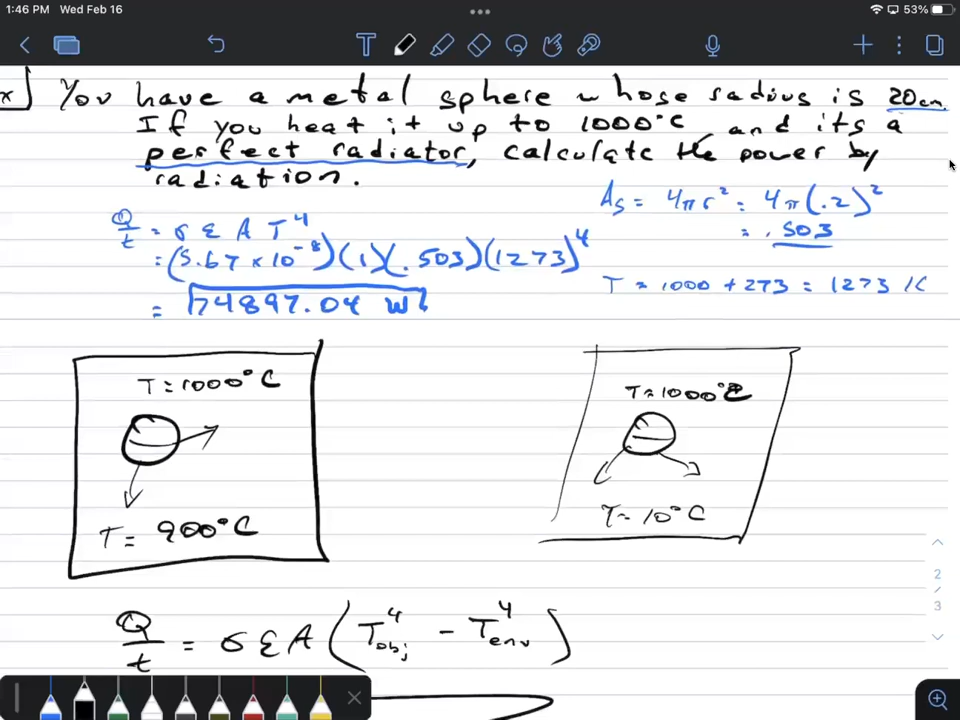 1:46 PM Wed Feb 16
53%
x] You have a metal sphere whose radius is 20cm.
If you heat it up to 1000°C, and its a
perfect radiator, calculate the power by
radiation.
Q/t = σ ε A T⁴
= (5.67 × 10⁻⁸)(1)(.503)(1273)⁴
= 74897.04 W
As = 4πr² = 4π(.2)²
= .503
T = 1000 + 273 = 1273 K
T = 1000°C
T = 900°C
T = 1000°C
T = 10°C
Q/t = σ ε A (T⁴obj - T⁴env)
2
/
3